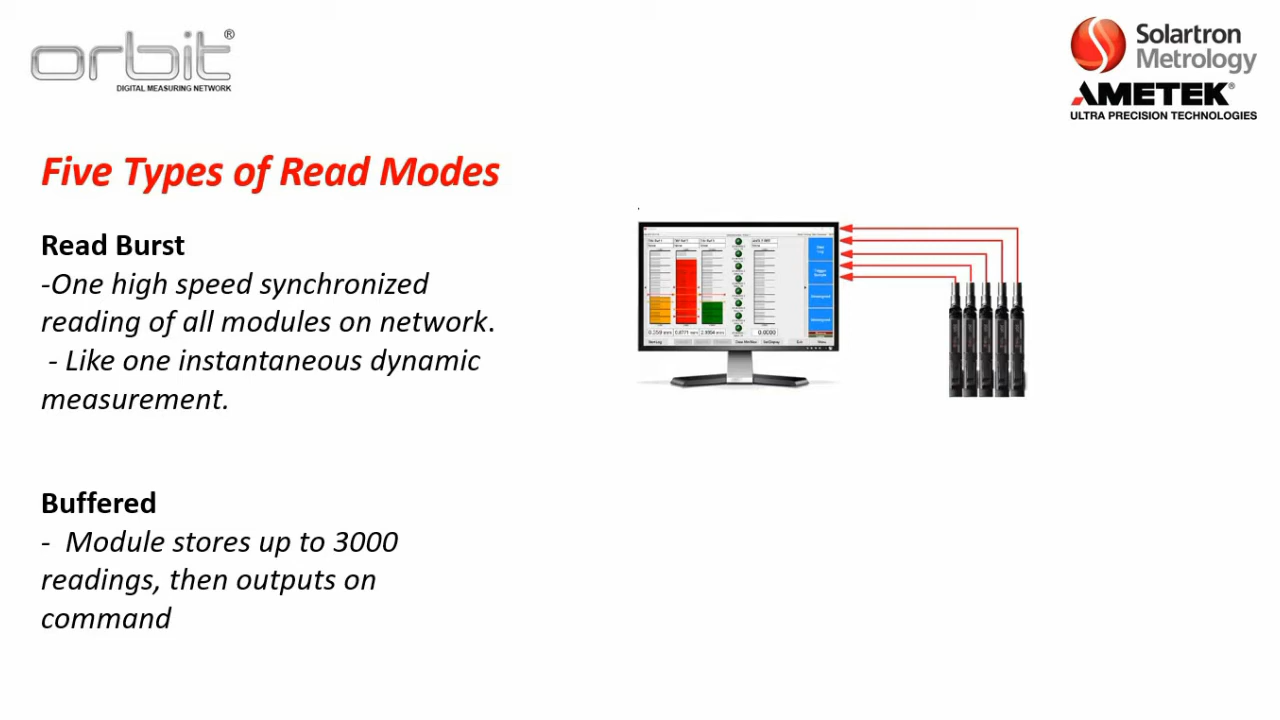 orbit®
DIGITAL MEASURING NETWORK
Solartron
Metrology
AMETEK®
ULTRA PRECISION TECHNOLOGIES
Five Types of Read Modes
Read Burst
-One high speed synchronized
reading of all modules on network.
- Like one instantaneous dynamic
measurement.
Buffered
- Module stores up to 3000
readings, then outputs on
command
0.0000